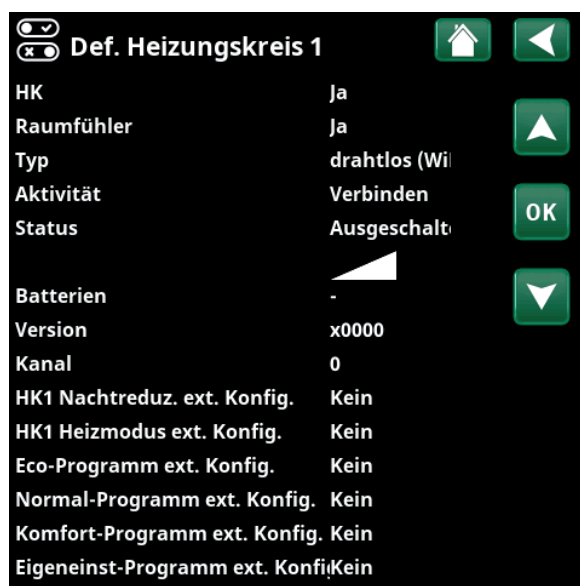 Def. Heizungskreis 1
HK Ja
Raumfühler Ja
Typ drahtlos (Wi
Aktivität Verbinden
Status Ausgeschalt
OK
Batterien -
Version x0000
Kanal 0
HK1 Nachtreduz. ext. Konfig. Kein
HK1 Heizmodus ext. Konfig. Kein
Eco-Programm ext. Konfig. Kein
Normal-Programm ext. Konfig. Kein
Komfort-Programm ext. Konfig. Kein
Eigeneinst-Programm ext. Konfi Kein